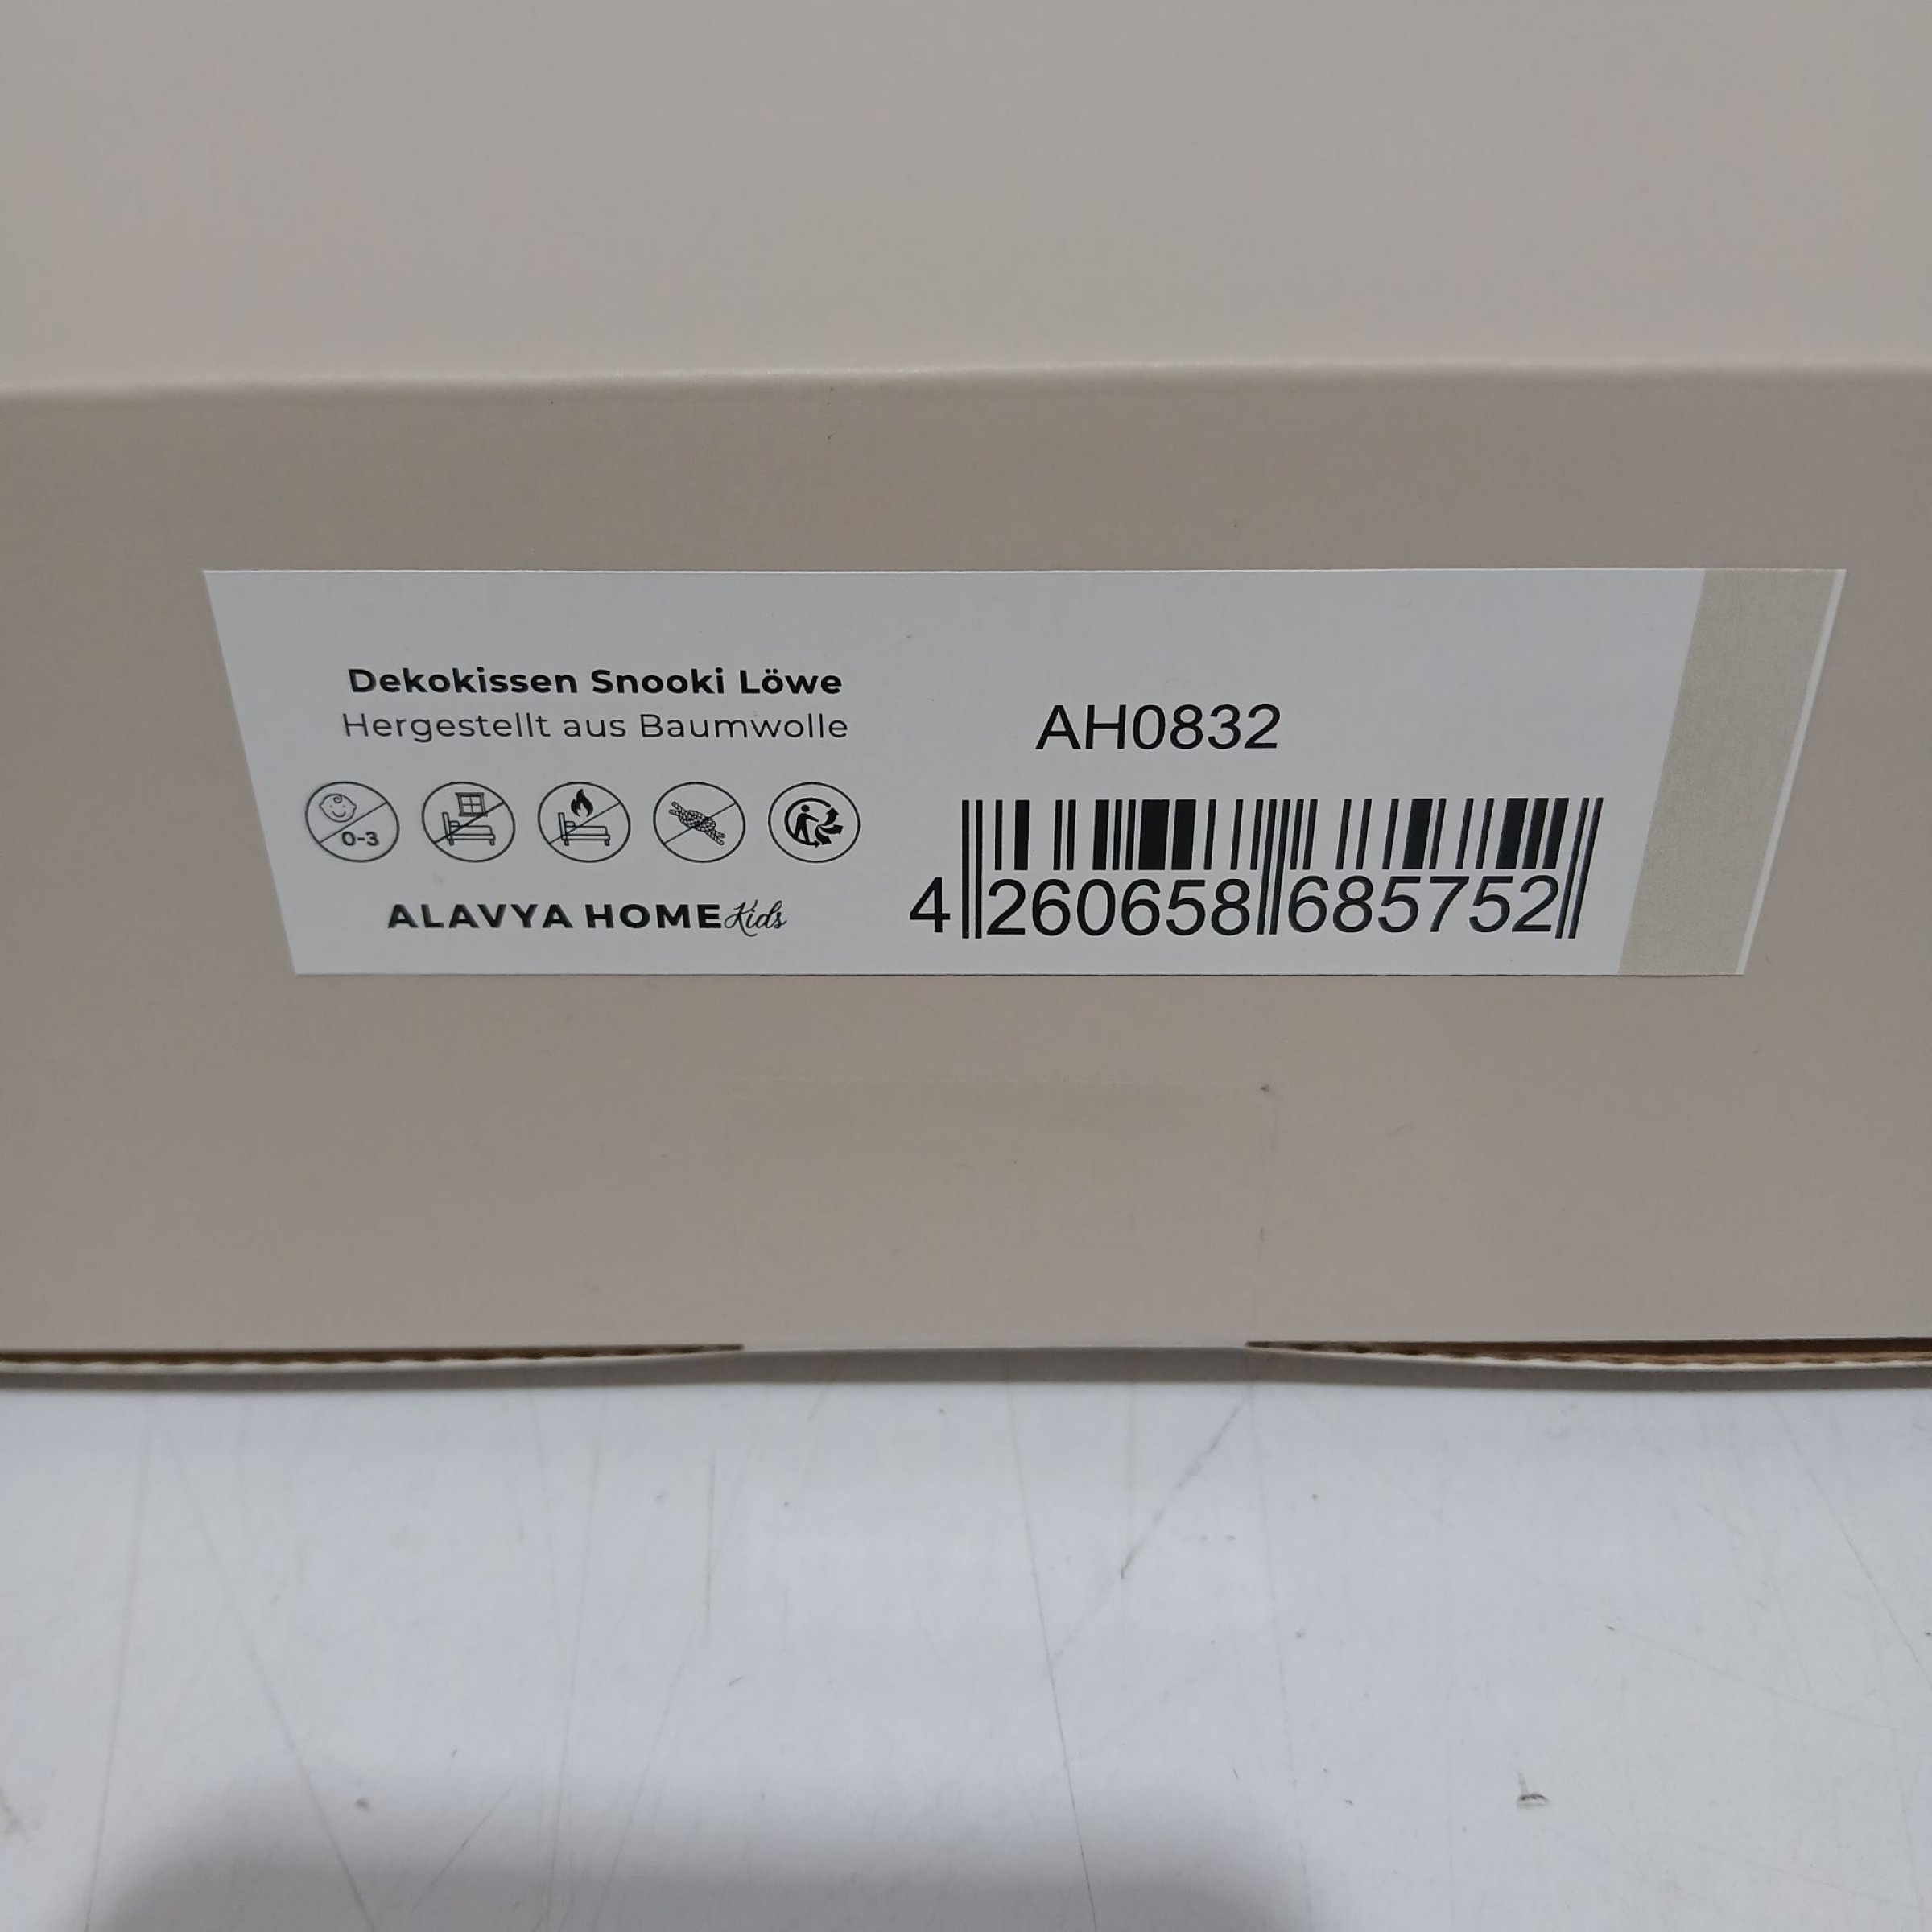 Dekokissen Snooki Löwe
Hergestellt aus Baumwolle
0-3
ALAVYA HOME Kids
AH0832
4 260658 685752